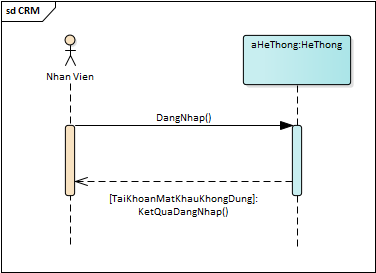 sd CRM
Nhan Vien
aHeThong:HeThong
DangNhap()
[TaiKhoanMatKhauKhongDung]:
KetQuaDangNhap()